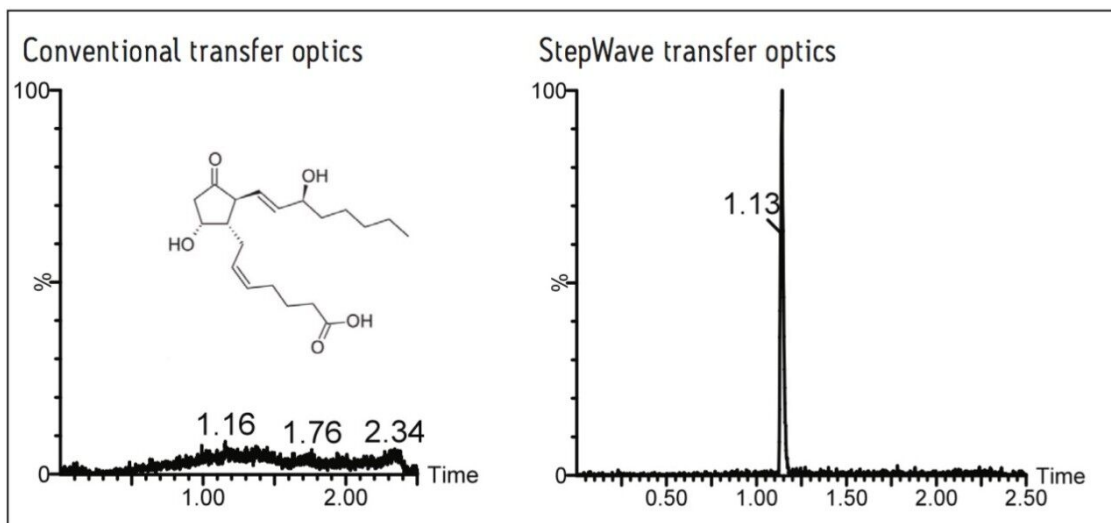 Conventional transfer optics
100
%
0
O
OH
HO
OH
O
1.16
1.76
2.34
Time
1.00
2.00
StepWave transfer optics
100
%
0
1.13
Time
0.50
1.00
1.50
2.00
2.50